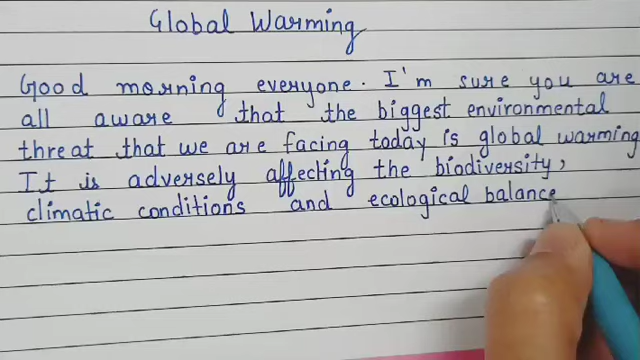 Global Warming
Good morning everyone. I'm sure you are
all aware that the biggest environmental
threat that we are facing today is global warming
It is adversely affecting the biodiversity,
climatic conditions and ecological balance